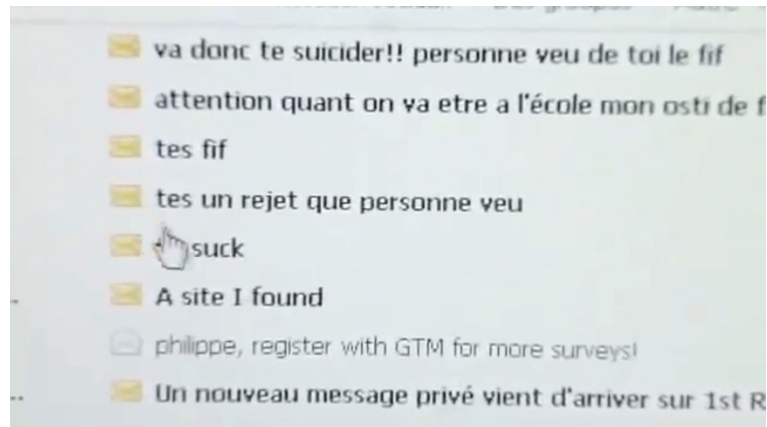 va donc te suicider!! personne veu de toi le fif
attention quant on va etre a l'école mon osti de f
tes fif
tes un rejet que personne veu
suck
A site I found
philippe, register with GTM for more surveys!
Un nouveau message privé vient d'arriver sur 1st R